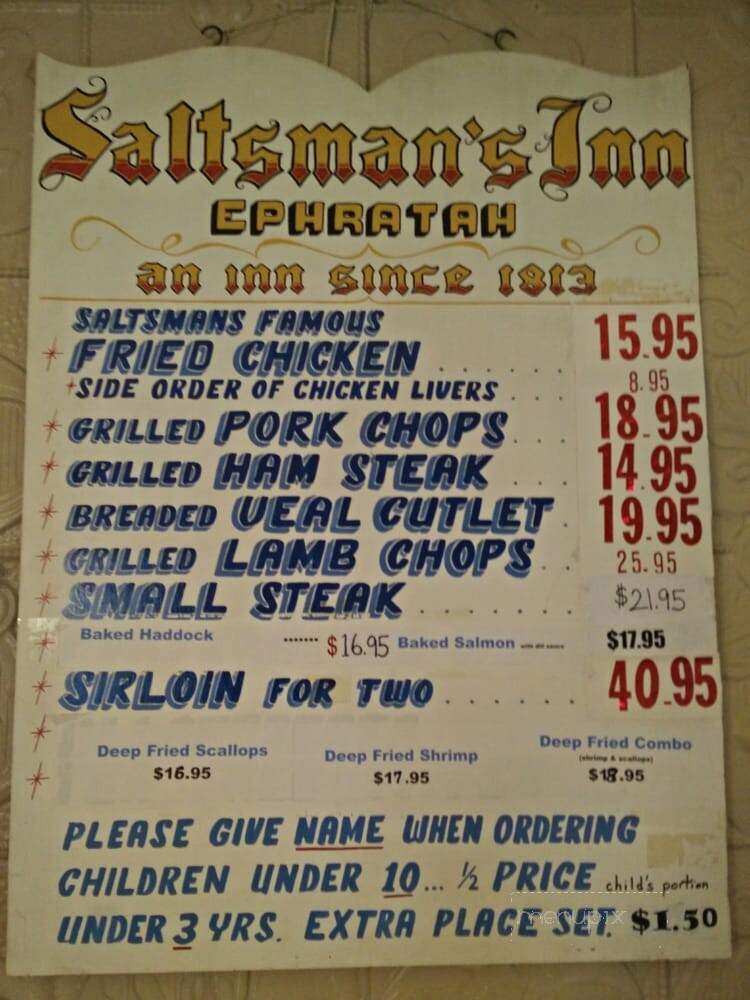 Saltsman's Inn
EPHRATAH
an inn since 1813
SALTSMANS FAMOUS
* FRIED CHICKEN . . . . . 15.95
*SIDE ORDER OF CHICKEN LIVERS . . . . 8.95
* GRILLED PORK CHOPS . . . . 18.95
* GRILLED HAM STEAK . . . . 14.95
* BREADED VEAL CUTLET . 19.95
* GRILLED LAMB CHOPS . . 25.95
* SMALL STEAK . . . . . . . $21.95
* Baked Haddock ....... $16.95 Baked Salmon with dill sauce $17.95
* SIRLOIN FOR TWO . . . . . . 40.95
*
Deep Fried Scallops Deep Fried Shrimp Deep Fried Combo
(shrimp & scallops)
* $16.95 $17.95 $18.95
PLEASE GIVE NAME WHEN ORDERING
CHILDREN UNDER 10... ½ PRICE child's portion
UNDER 3 YRS. EXTRA PLACE SET. $1.50
menupix